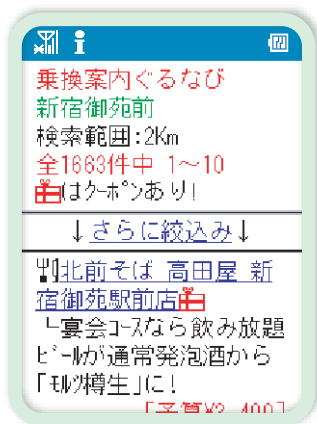 乗換案内ぐるなび
新宿御苑前
検索範囲:2Km
全1663件中 1～10
はｸｰﾎﾟﾝあり!
↓さらに絞込み↓
北前そば 高田屋 新
宿御苑駅前店
└宴会ｺｰｽなら飲み放題
ﾋﾞｰﾙが通常発泡酒から
｢ﾓﾙﾂ樽生｣に!
[予算¥3,400]